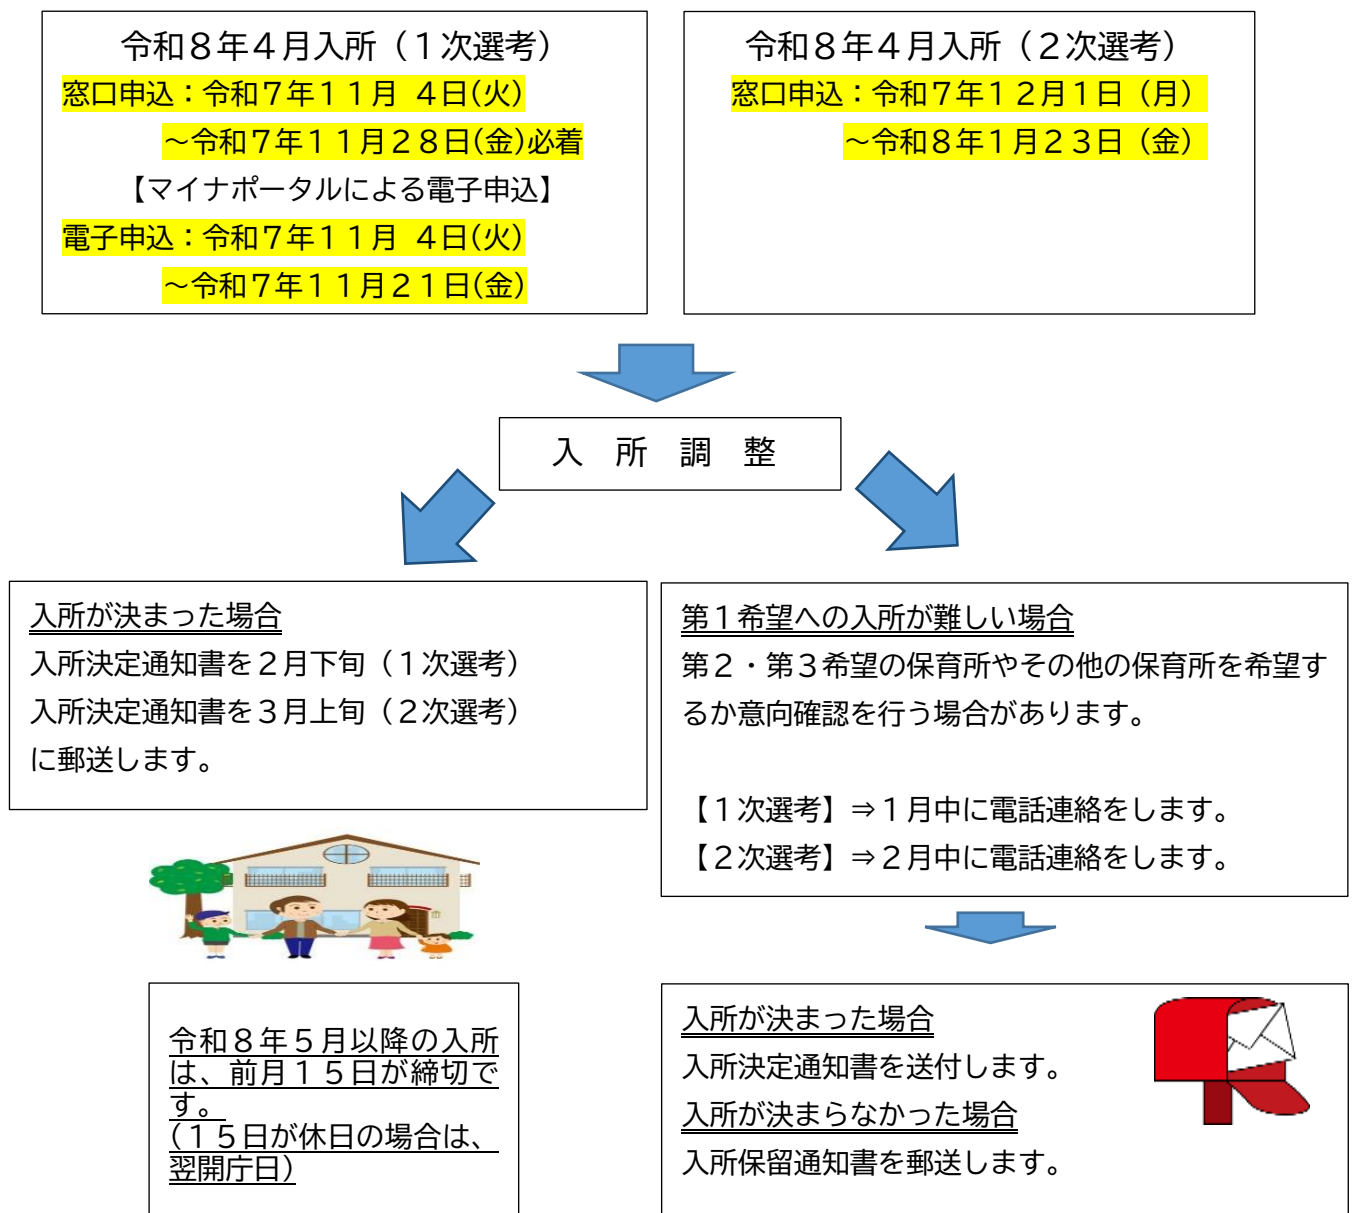 令和８年４月入所（１次選考）
窓口申込：令和７年１１月 ４日(火)
～令和７年１１月２８日(金)必着
【マイナポータルによる電子申込】
電子申込：令和７年１１月 ４日(火)
～令和７年１１月２１日(金)
令和８年４月入所（２次選考）
窓口申込：令和７年１２月１日（月）
～令和８年１月２３日（金）
入　所　調　整
入所が決まった場合
入所決定通知書を２月下旬（１次選考）
入所決定通知書を３月上旬（２次選考）
に郵送します。
第１希望への入所が難しい場合
第２・第３希望の保育所やその他の保育所を希望す
るか意向確認を行う場合があります。
【１次選考】⇒１月中に電話連絡をします。
【２次選考】⇒２月中に電話連絡をします。
令和８年５月以降の入所
は、前月１５日が締切で
す。
(１５日が休日の場合は、
翌開庁日)
入所が決まった場合
入所決定通知書を送付します。
入所が決まらなかった場合
入所保留通知書を郵送します。